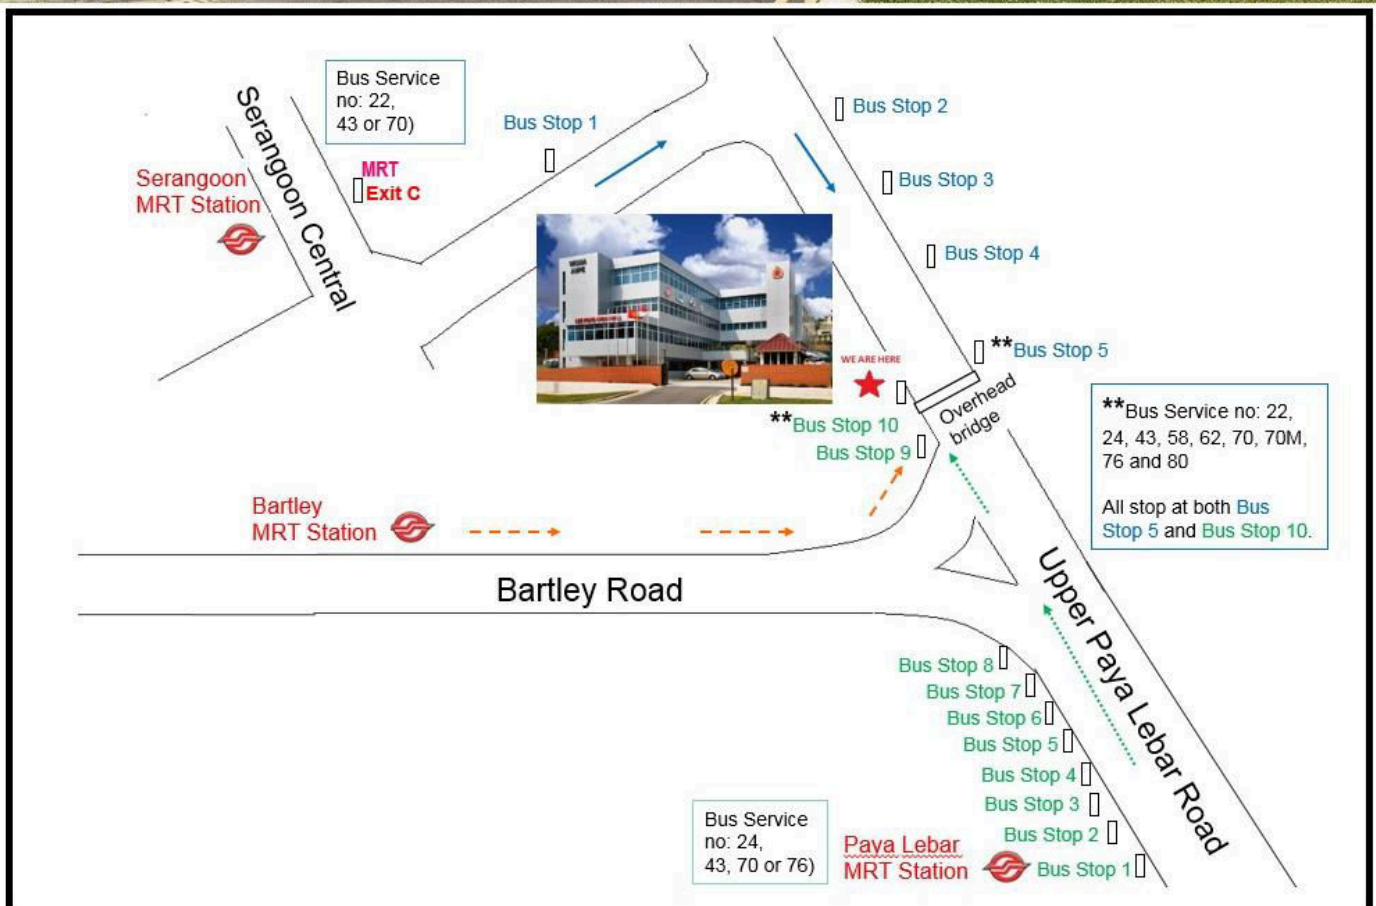 Bus Service
no: 22,
43 or 70)
Serangoon Central
Bus Stop 1
Bus Stop 2
MRT
Exit C
Serangoon
MRT Station
Bus Stop 3
Bus Stop 4
**Bus Stop 5
WE ARE HERE
Overhead
bridge
**Bus Stop 10
Bus Stop 9
**Bus Service no: 22,
24, 43, 58, 62, 70, 70M,
76 and 80
All stop at both Bus
Stop 5 and Bus Stop 10.
Bartley
MRT Station
Bartley Road
Upper Paya Lebar Road
Bus Stop 8
Bus Stop 7
Bus Stop 6
Bus Stop 5
Bus Stop 4
Bus Stop 3
Bus Stop 2
Bus Stop 1
Bus Service
no: 24,
43, 70 or 76)
Paya Lebar
MRT Station